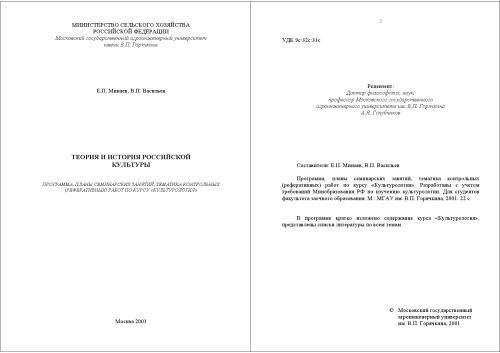 МИНИСТЕРСТВО СЕЛЬСКОГО ХОЗЯЙСТВА
РОССИЙСКОЙ ФЕДЕРАЦИИ
Московский государственный агроинженерный университет
имени В.П. Горячкина
Е.П. Минаев, В.П. Васильев
ТЕОРИЯ И ИСТОРИЯ РОССИЙСКОЙ
КУЛЬТУРЫ
ПРОГРАММА, ПЛАНЫ СЕМИНАРСКИХ ЗАНЯТИЙ, ТЕМАТИКА КОНТРОЛЬНЫХ
(РЕФЕРАТИВНЫХ) РАБОТ ПО КУРСУ «КУЛЬТУРОЛОГИЯ»
Москва 2001
2
УДК 9с:32с:33с
Рецензент:
Доктор философских наук,
профессор Московского государственного
агроинженерного университета им. В.П. Горячкина
А.Я. Голубчиков
Составители: Е.П. Минаев, В.П. Васильев
Программа, планы семинарских занятий, тематика контрольных
(реферативных) работ по курсу «Культурология». Разработаны с учетом
требований Минобразования РФ по изучению культурологии. Для студентов
факультета заочного образования. М.: МГАУ им. В.П. Горячкина, 2001. 22 с.
В программе кратко изложено содержание курса «Культурология»,
представлены списки литературы по всем темам.
© Московский государственный
агроинженерный университет
им. В.П. Горячкина, 2001